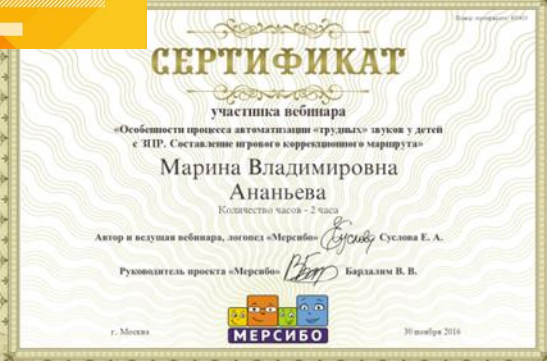 СЕРТИФИКАТ
участника вебинара
«Особенности процесса автоматизации «трудных» звуков у детей
с ЗПР. Составление игрового коррекционного маршрута»
Марина Владимировна
Ананьева
Количество часов - 2 часа
Автор и ведущая вебинара, логопед «Мерсибо» Суслова Е. А.
Руководитель проекта «Мерсибо» Бардалим В. В.
МЕРСИБО
г. Москва
30 ноября 2016